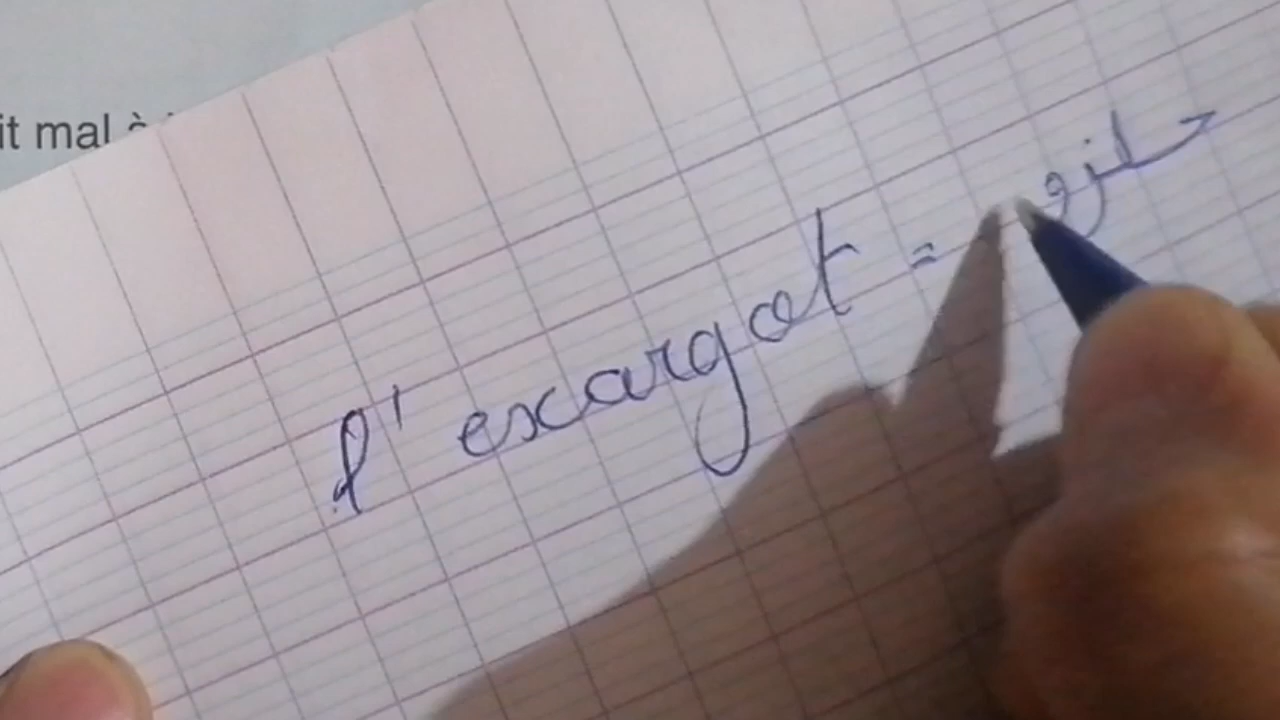 it mal à
l'escargot = حلزو